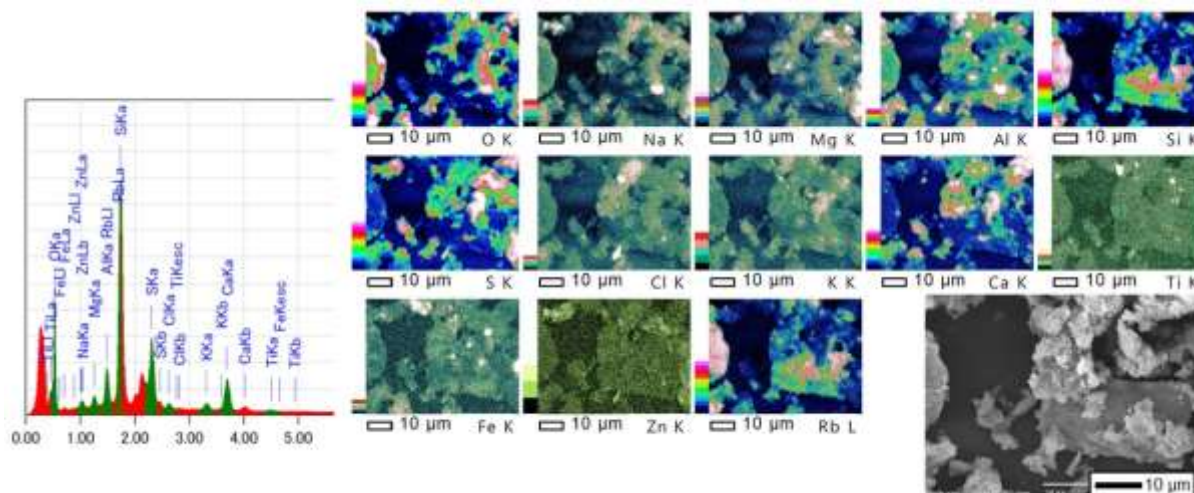 SiKa
RbLa
ZnLa
ZnLl
RbLl
AlKa
ZnLb
MgKa
NaKa
OKa
FeLa
TiLa
SKa
SKb
ClKa
TiKesc
ClKb
KKa
KKb
CaKa
CaKb
TiKa
FeKesc
TiKb
0.00 1.00 2.00 3.00 4.00 5.00
10 µm O K
10 µm Na K
10 µm Mg K
10 µm Al K
10 µm Si K
10 µm S K
10 µm Cl K
10 µm K K
10 µm Ca K
10 µm Ti K
10 µm Fe K
10 µm Zn K
10 µm Rb L
10 µm